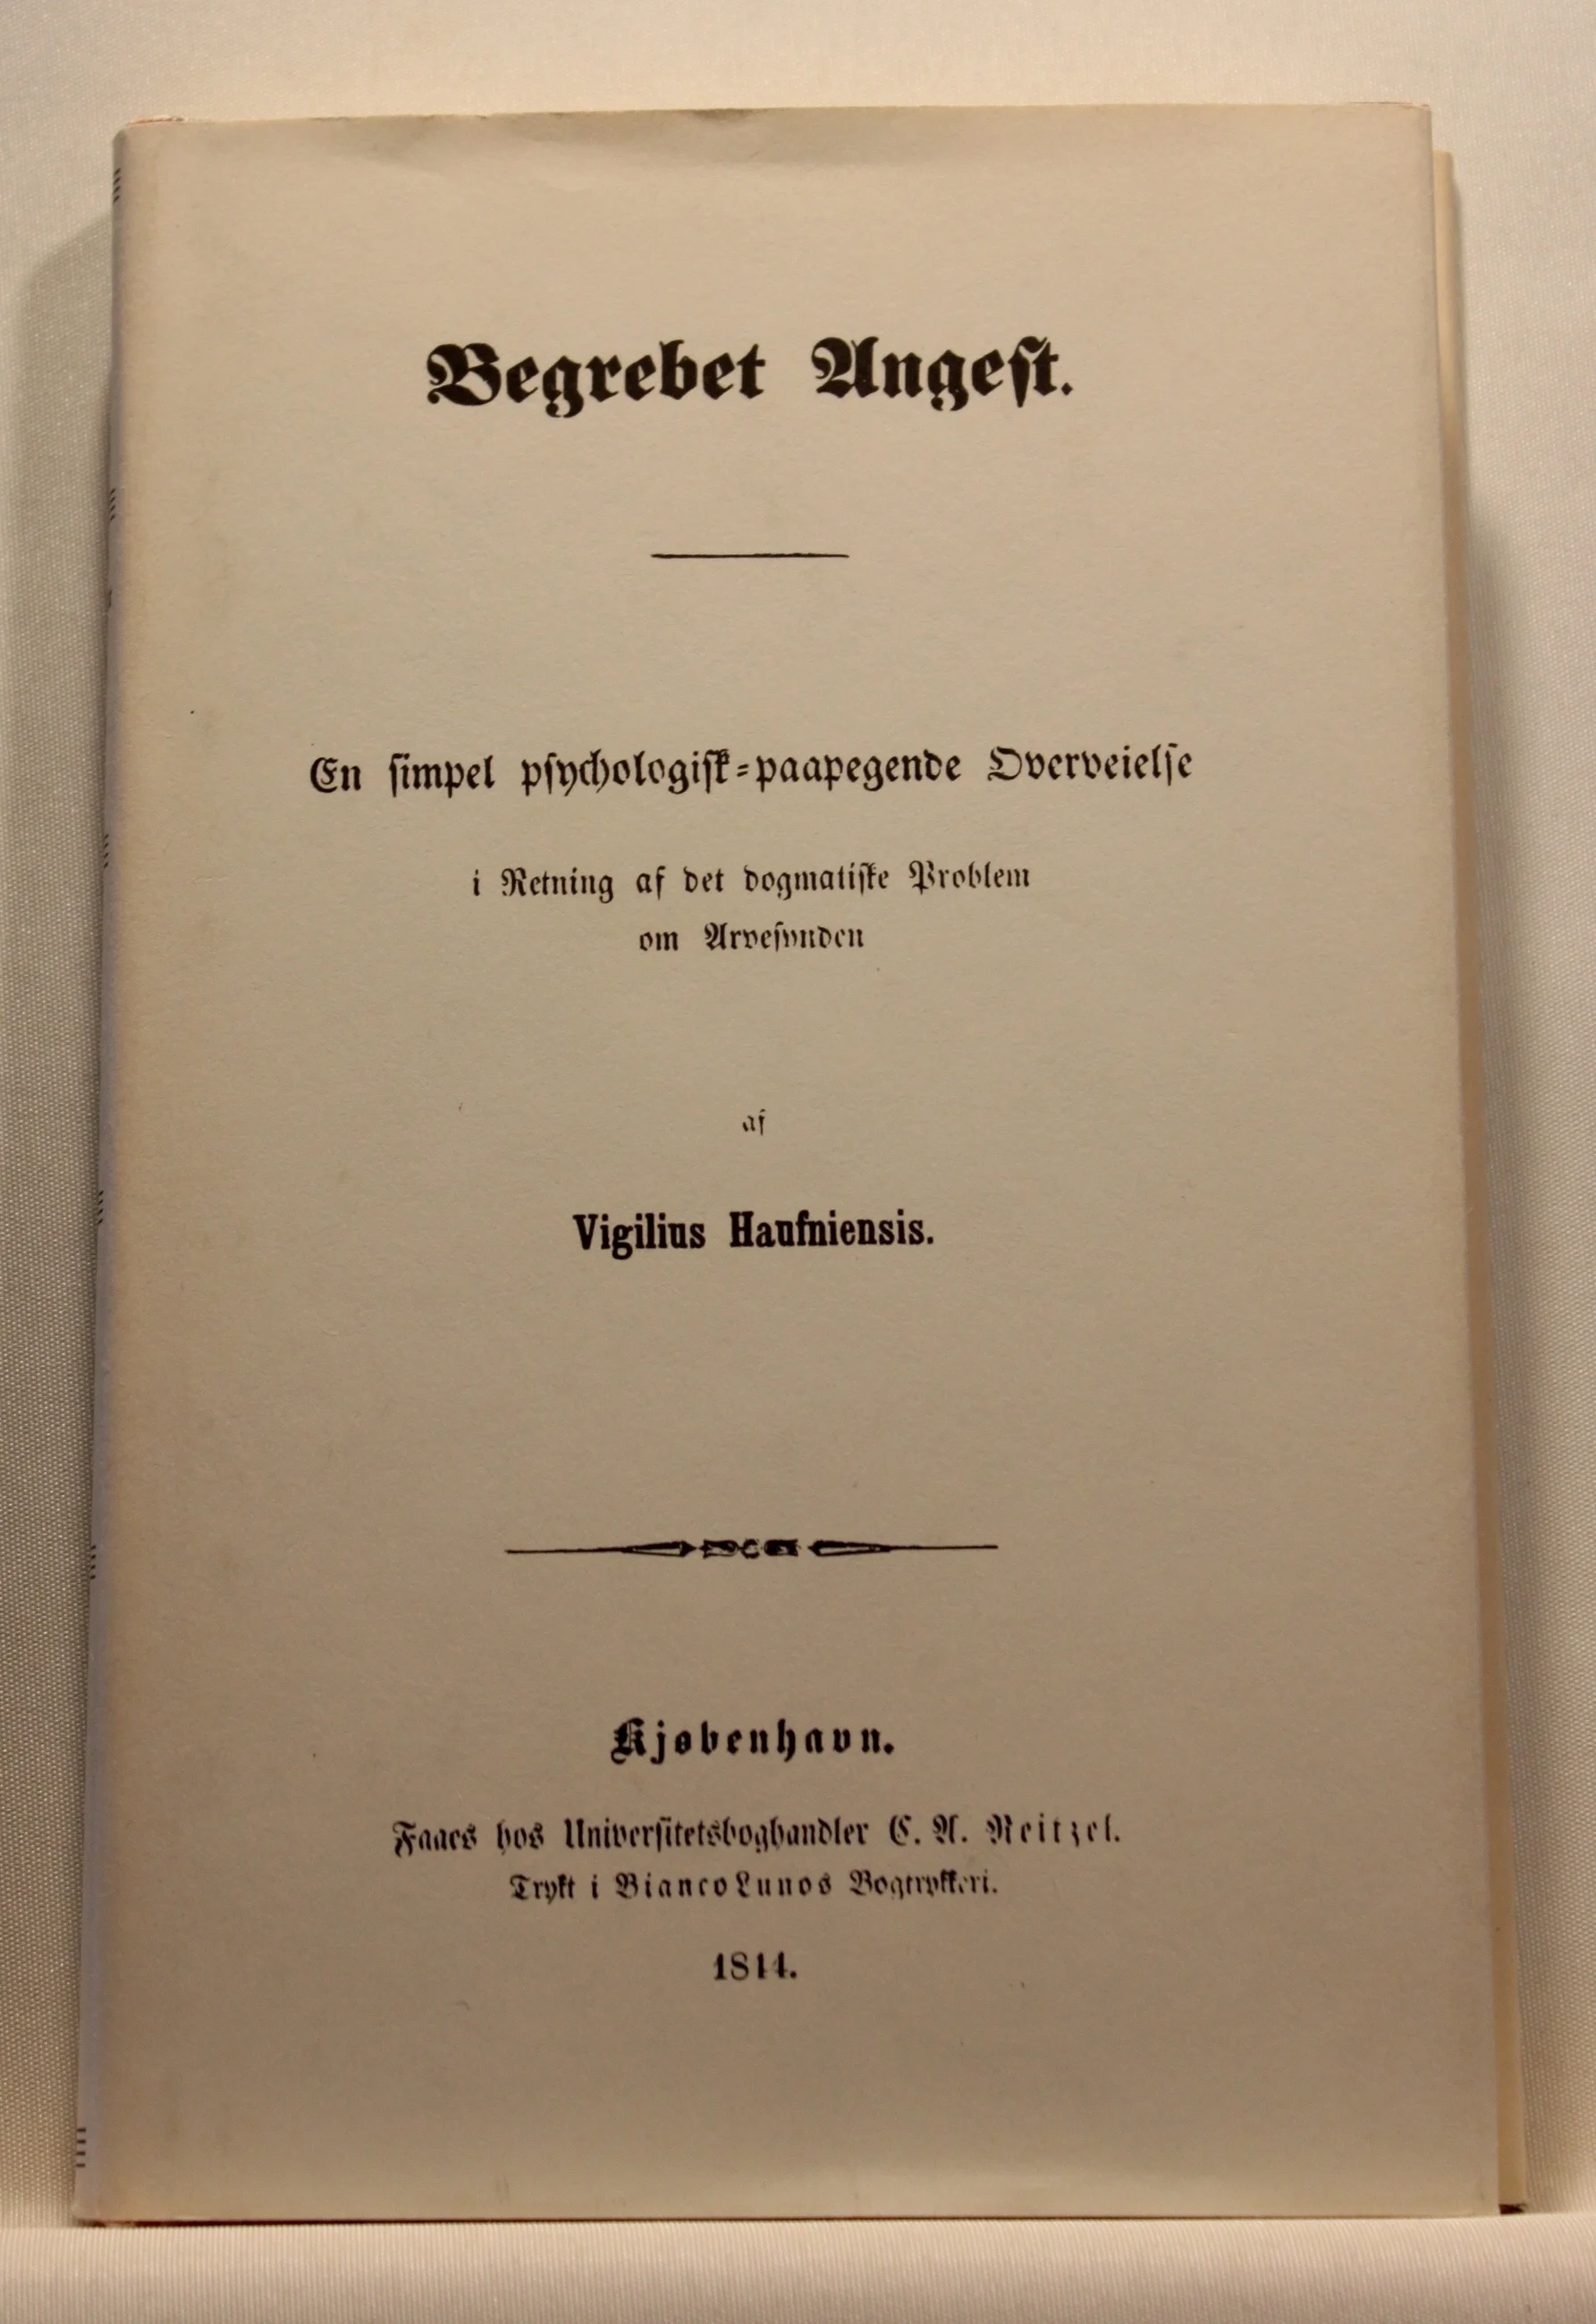 Begrebet Angest.
En simpel psychologisk-paapegende Overveielse
i Retning af det dogmatiske Problem
om Arvesynden
af
Vigilius Haufniensis.
Kjøbenhavn.
Faaes hos Universitetsboghandler C. A. Reitzel.
Trykt i Bianco Lunos Bogtrykkeri.
1844.